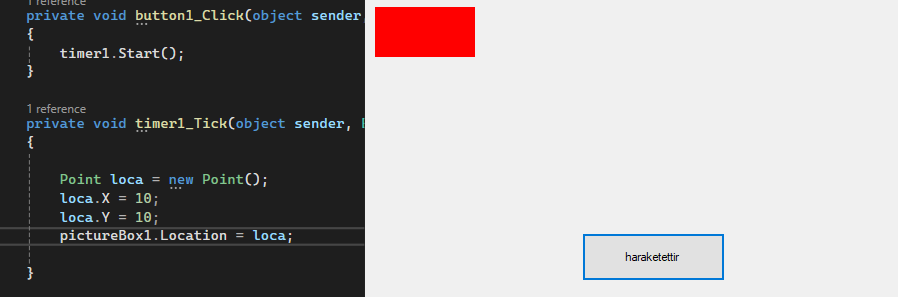 1 reference
private void button1_Click(object sender,
{
timer1.Start();
}
1 reference
private void timer1_Tick(object sender,
{
Point loca = new Point();
loca.X = 10;
loca.Y = 10;
pictureBox1.Location = loca;
}
haraketettir